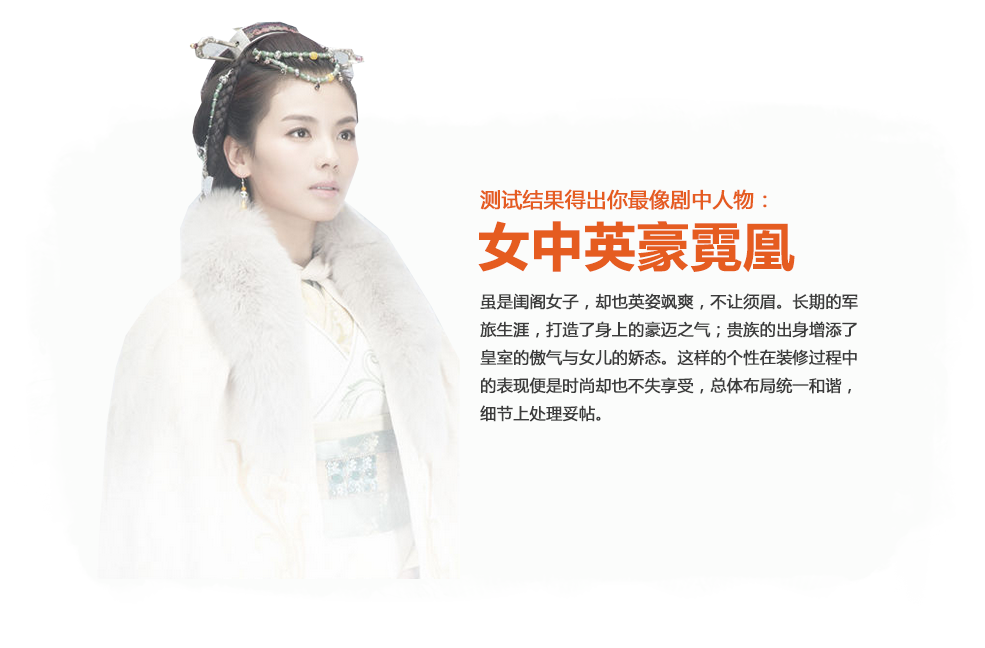 测试结果得出你最像剧中人物：
女中英豪霓凰
虽是闺阁女子，却也英姿飒爽，不让须眉。长期的军
旅生涯，打造了身上的豪迈之气；贵族的出身增添了
皇室的傲气与女儿的娇态。这样的个性在装修过程中
的表现便是时尚却也不失享受，总体布局统一和谐，
细节上处理妥帖。